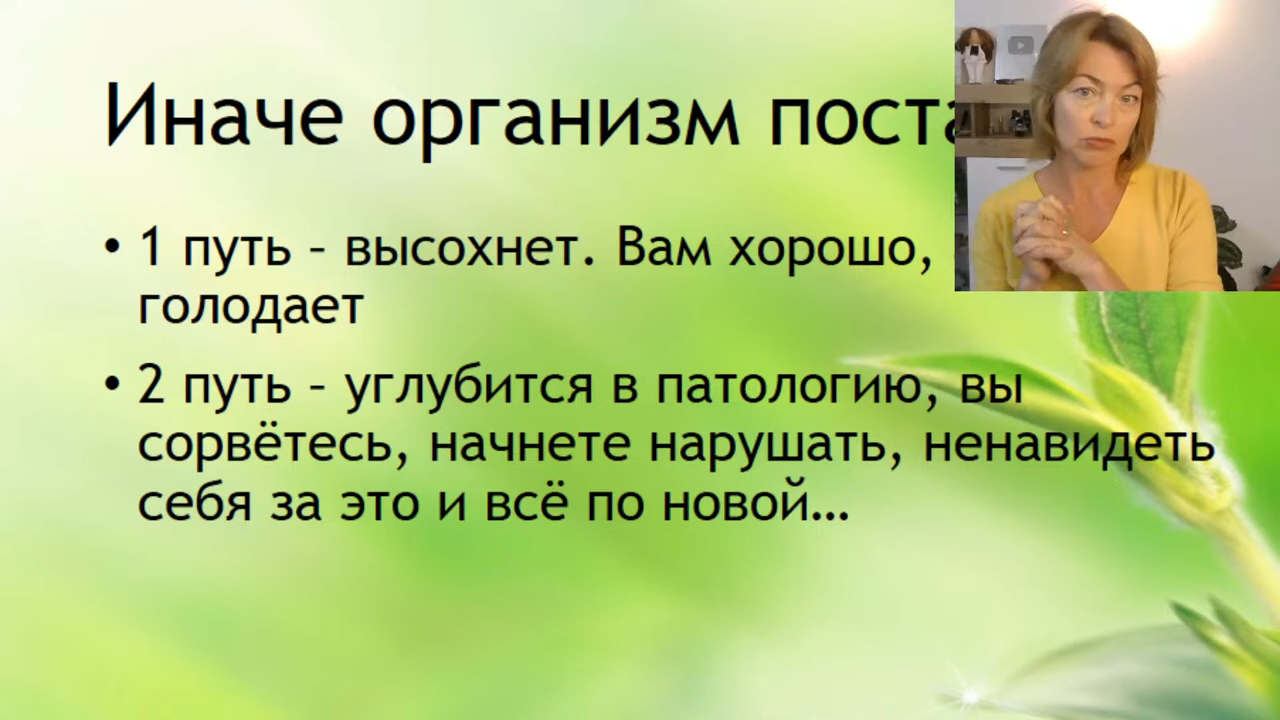 Иначе организм
• 1 путь – высохнет. Вам хорошо,
голодает
• 2 путь – углубится в патологию, вы
сорвётесь, начнете нарушать, ненавидеть
себя за это и всё по новой...